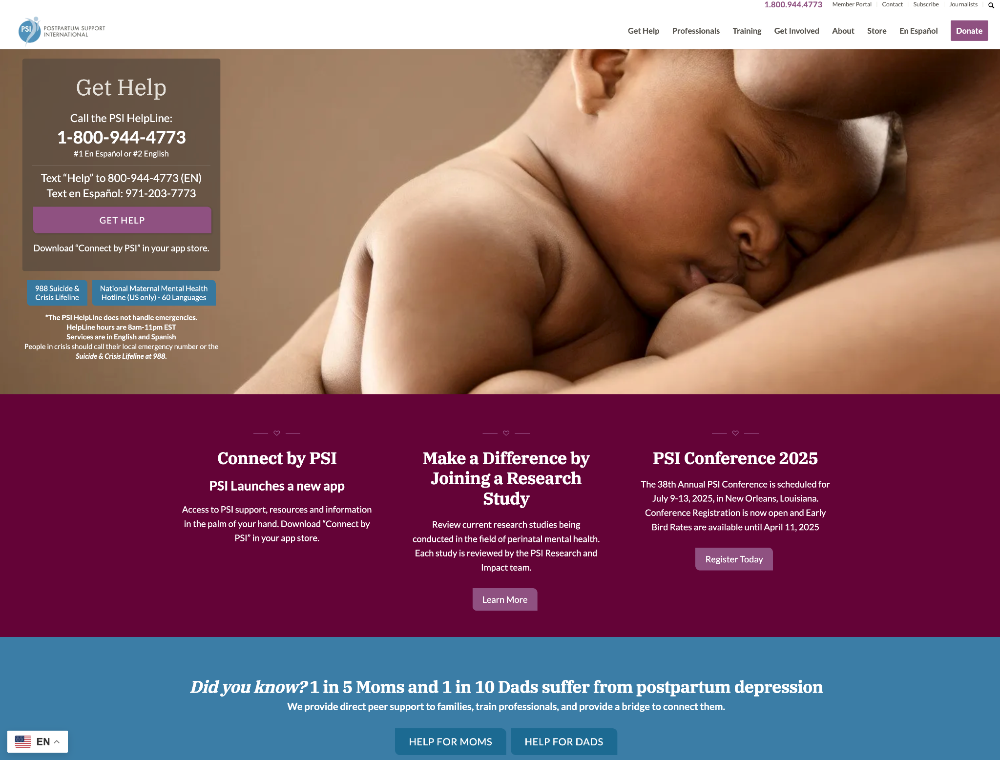 1.800.944.4773 Member Portal Contact Subscribe Journalists
PSI POSTPARTUM SUPPORT
INTERNATIONAL
Get Help Professionals Training Get Involved About Store En Español Donate
Get Help
Call the PSI HelpLine:
1-800-944-4773
#1 En Español or #2 English
Text “Help” to 800-944-4773 (EN)
Text en Español: 971-203-7773
GET HELP
Download “Connect by PSI” in your app store.
988 Suicide &
Crisis Lifeline
National Maternal Mental Health
Hotline (US only) - 60 Languages
*The PSI HelpLine does not handle emergencies.
HelpLine hours are 8am-11pm EST
Services are in English and Spanish
People in crisis should call their local emergency number or the
Suicide & Crisis Lifeline at 988.
Connect by PSI
PSI Launches a new app
Access to PSI support, resources and information
in the palm of your hand. Download “Connect by
PSI” in your app store.
Make a Difference by
Joining a Research
Study
Review current research studies being
conducted in the field of perinatal mental health.
Each study is reviewed by the PSI Research and
Impact team.
Learn More
PSI Conference 2025
The 38th Annual PSI Conference is scheduled for
July 9-13, 2025, in New Orleans, Louisiana.
Conference Registration is now open and Early
Bird Rates are available until April 11, 2025
Register Today
Did you know? 1 in 5 Moms and 1 in 10 Dads suffer from postpartum depression
We provide direct peer support to families, train professionals, and provide a bridge to connect them.
HELP FOR MOMS HELP FOR DADS
EN